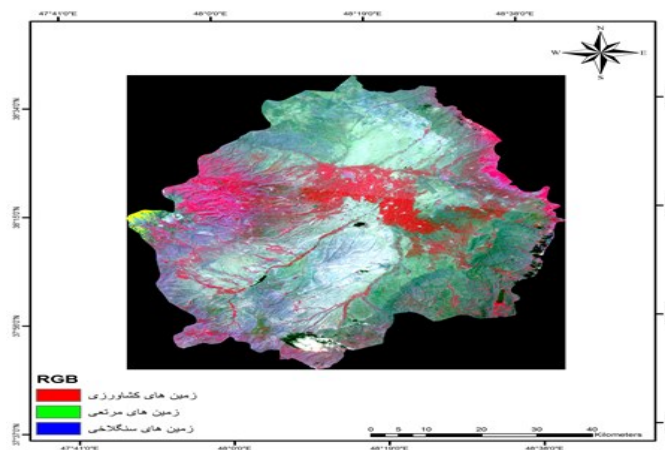 47°41'0"E 48°0'0"E 48°19'0"E 48°38'0"E
N
W E
S
RGB
زمین های کشاورزی
زمین های مرتعی
زمین های سنگلاخی
0 5 10 20 30 40
Kilometers
47°41'0"E 48°0'0"E 48°19'0"E 48°38'0"E